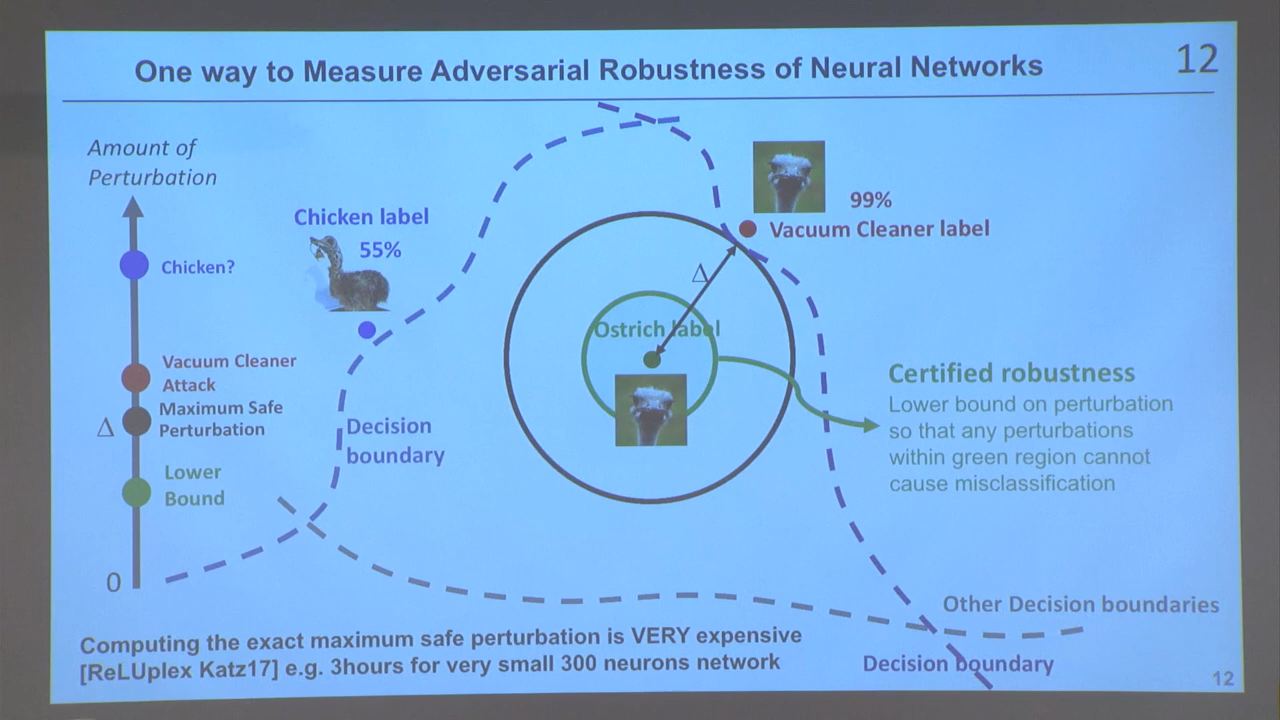 One way to Measure Adversarial Robustness of Neural Networks
12
Amount of
Perturbation
Chicken?
Vacuum Cleaner
Attack
Maximum Safe
Perturbation
Δ
Lower
Bound
0
Chicken label
55%
Decision
boundary
99%
Vacuum Cleaner label
Δ
Ostrich label
Certified robustness
Lower bound on perturbation
so that any perturbations
within green region cannot
cause misclassification
Other Decision boundaries
Decision boundary
Computing the exact maximum safe perturbation is VERY expensive
[ReLUplex Katz17] e.g. 3hours for very small 300 neurons network
12